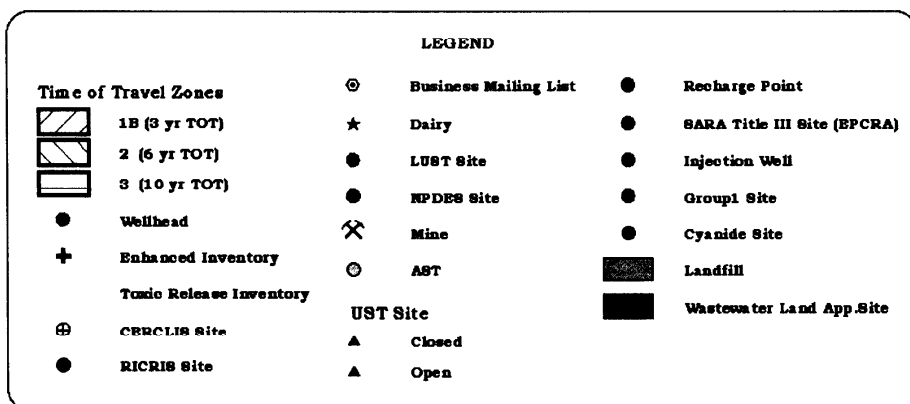 LEGEND
Time of Travel Zones
1B (3 yr TOT)
2 (6 yr TOT)
3 (10 yr TOT)
Wellhead
Enhanced Inventory
Toxic Release Inventory
CERCLIS Site
RICRIS Site
Business Mailing List
Dairy
LUST Site
NPDES Site
Mine
AST
UST Site
Closed
Open
Recharge Point
SARA Title III Site (EPCRA)
Injection Well
Group1 Site
Cyanide Site
Landfill
Wastewater Land App.Site